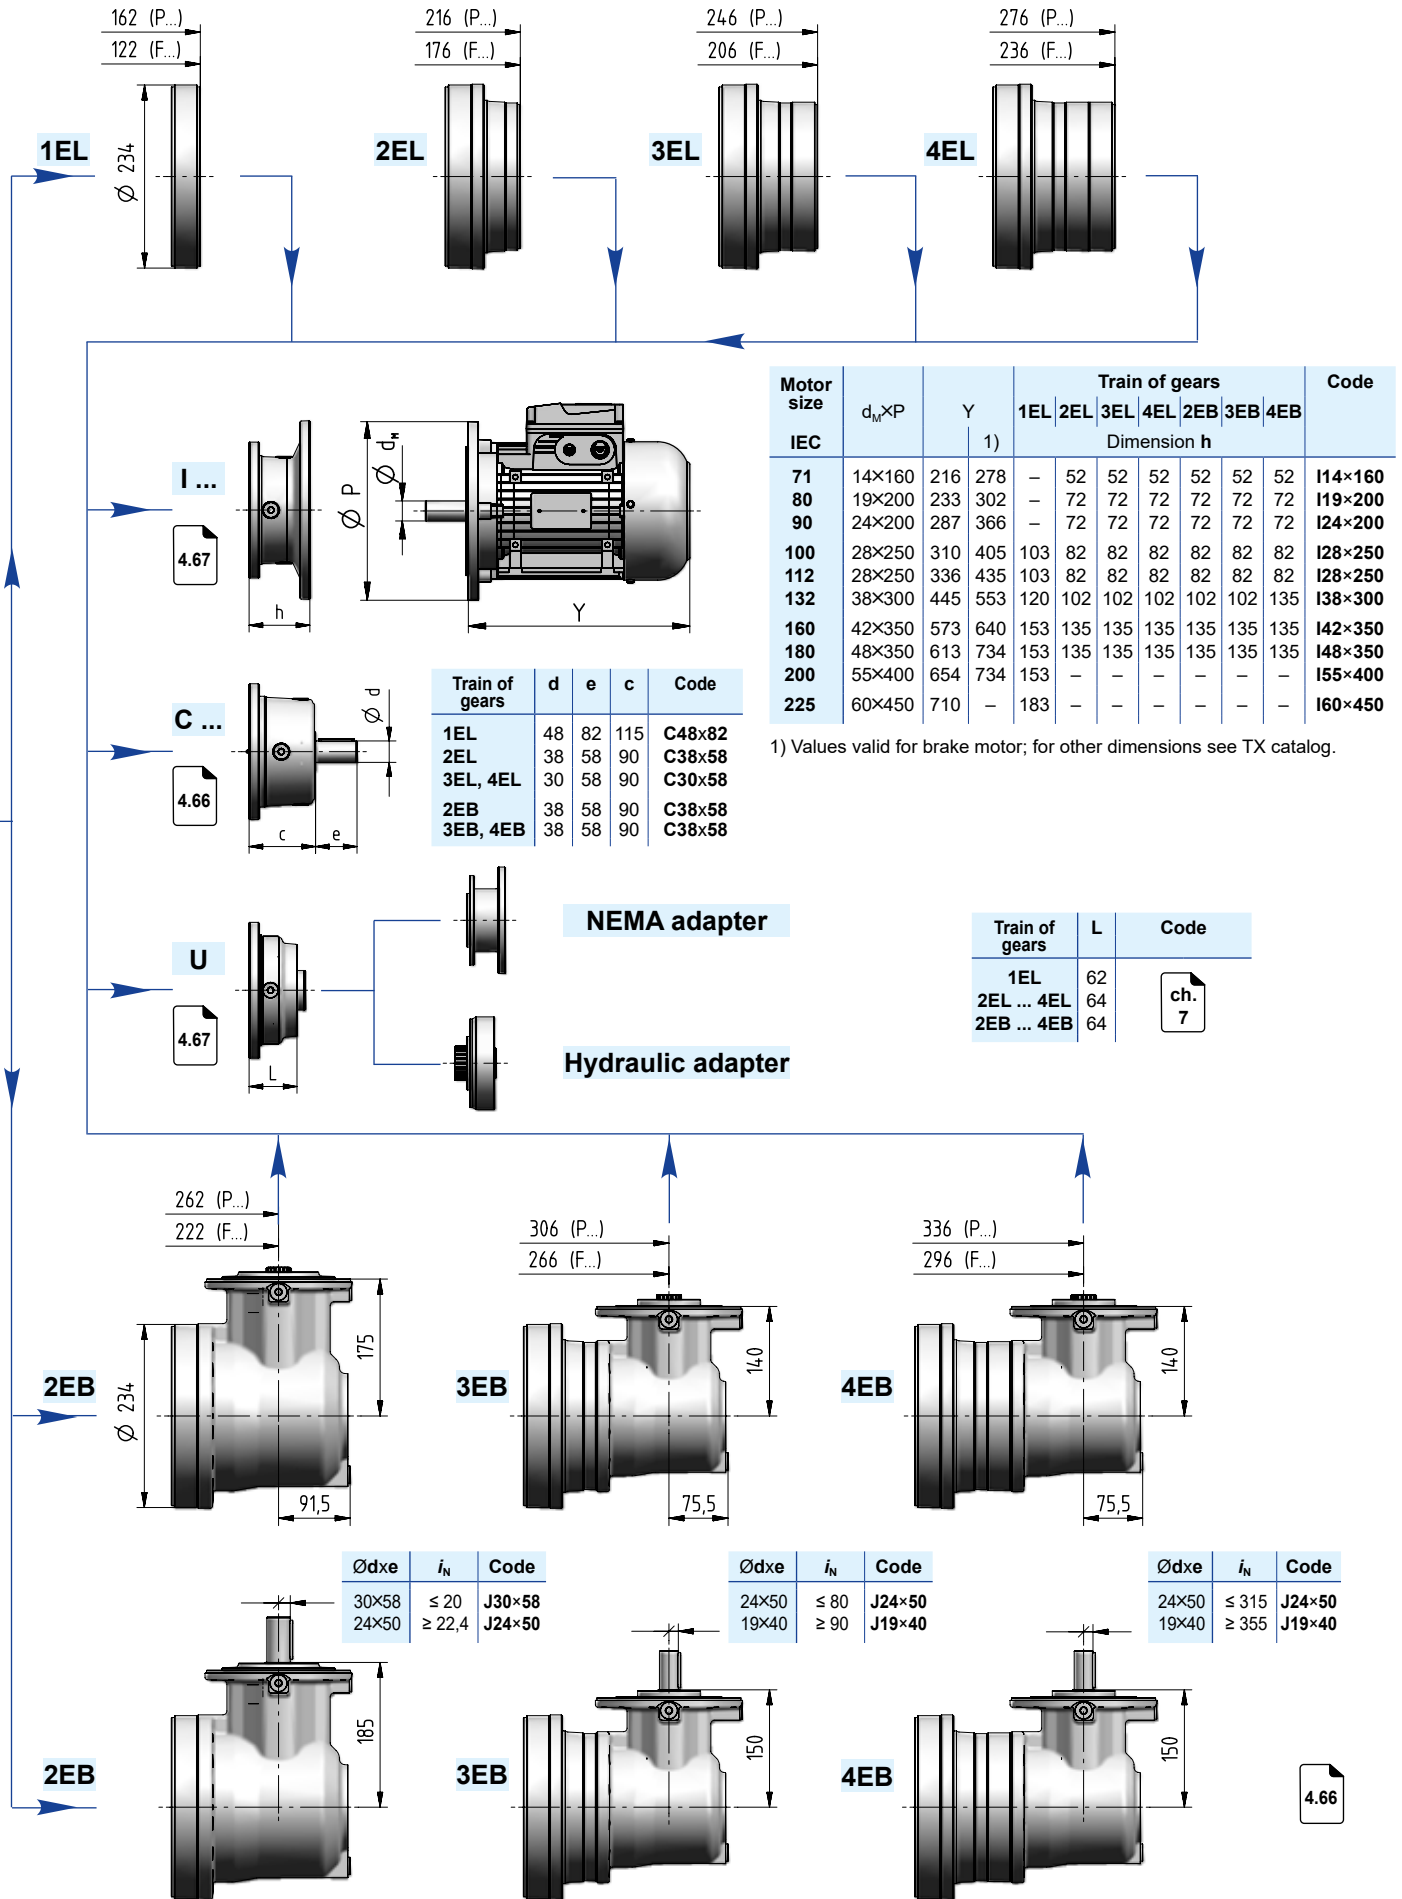 162 (P...)
122 (F...)
216 (P...)
176 (F...)
246 (P...)
206 (F...)
276 (P...)
236 (F...)
1EL
Ø 234
2EL
3EL
4EL
Motor size
IEC
d_M×P
Y
1)
Train of gears
1EL 2EL 3EL 4EL 2EB 3EB 4EB
Dimension h
Code
71 14×160 216 278 – 52 52 52 52 52 52 I14×160
80 19×200 233 302 – 72 72 72 72 72 72 I19×200
90 24×200 287 366 – 72 72 72 72 72 72 I24×200
100 28×250 310 405 103 82 82 82 82 82 82 I28×250
112 28×250 336 435 103 82 82 82 82 82 82 I28×250
132 38×300 445 553 120 102 102 102 102 102 135 I38×300
160 42×350 573 640 153 135 135 135 135 135 135 I42×350
180 48×350 613 734 153 135 135 135 135 135 135 I48×350
200 55×400 654 734 153 – – – – – – I55×400
225 60×450 710 – 183 – – – – – – I60×450
1) Values valid for brake motor; for other dimensions see TX catalog.
I ...
4.67
h
Ø P
Ø d_M
Y
C ...
4.66
c
e
Ø d
Train of gears d e c Code
1EL 48 82 115 C48x82
2EL 38 58 90 C38x58
3EL, 4EL 30 58 90 C30x58
2EB 38 58 90 C38x58
3EB, 4EB 38 58 90 C38x58
U
4.67
L
NEMA adapter
Hydraulic adapter
Train of gears L Code
1EL 62
2EL ... 4EL 64
2EB ... 4EB 64
ch. 7
262 (P...)
222 (F...)
306 (P...)
266 (F...)
336 (P...)
296 (F...)
2EB
Ø 234
175
91,5
3EB
140
75,5
4EB
140
75,5
Ødxe i_N Code
30×58 ≤ 20 J30×58
24×50 ≥ 22,4 J24×50
Ødxe i_N Code
24×50 ≤ 80 J24×50
19×40 ≥ 90 J19×40
Ødxe i_N Code
24×50 ≤ 315 J24×50
19×40 ≥ 355 J19×40
2EB
185
3EB
150
4EB
150
4.66